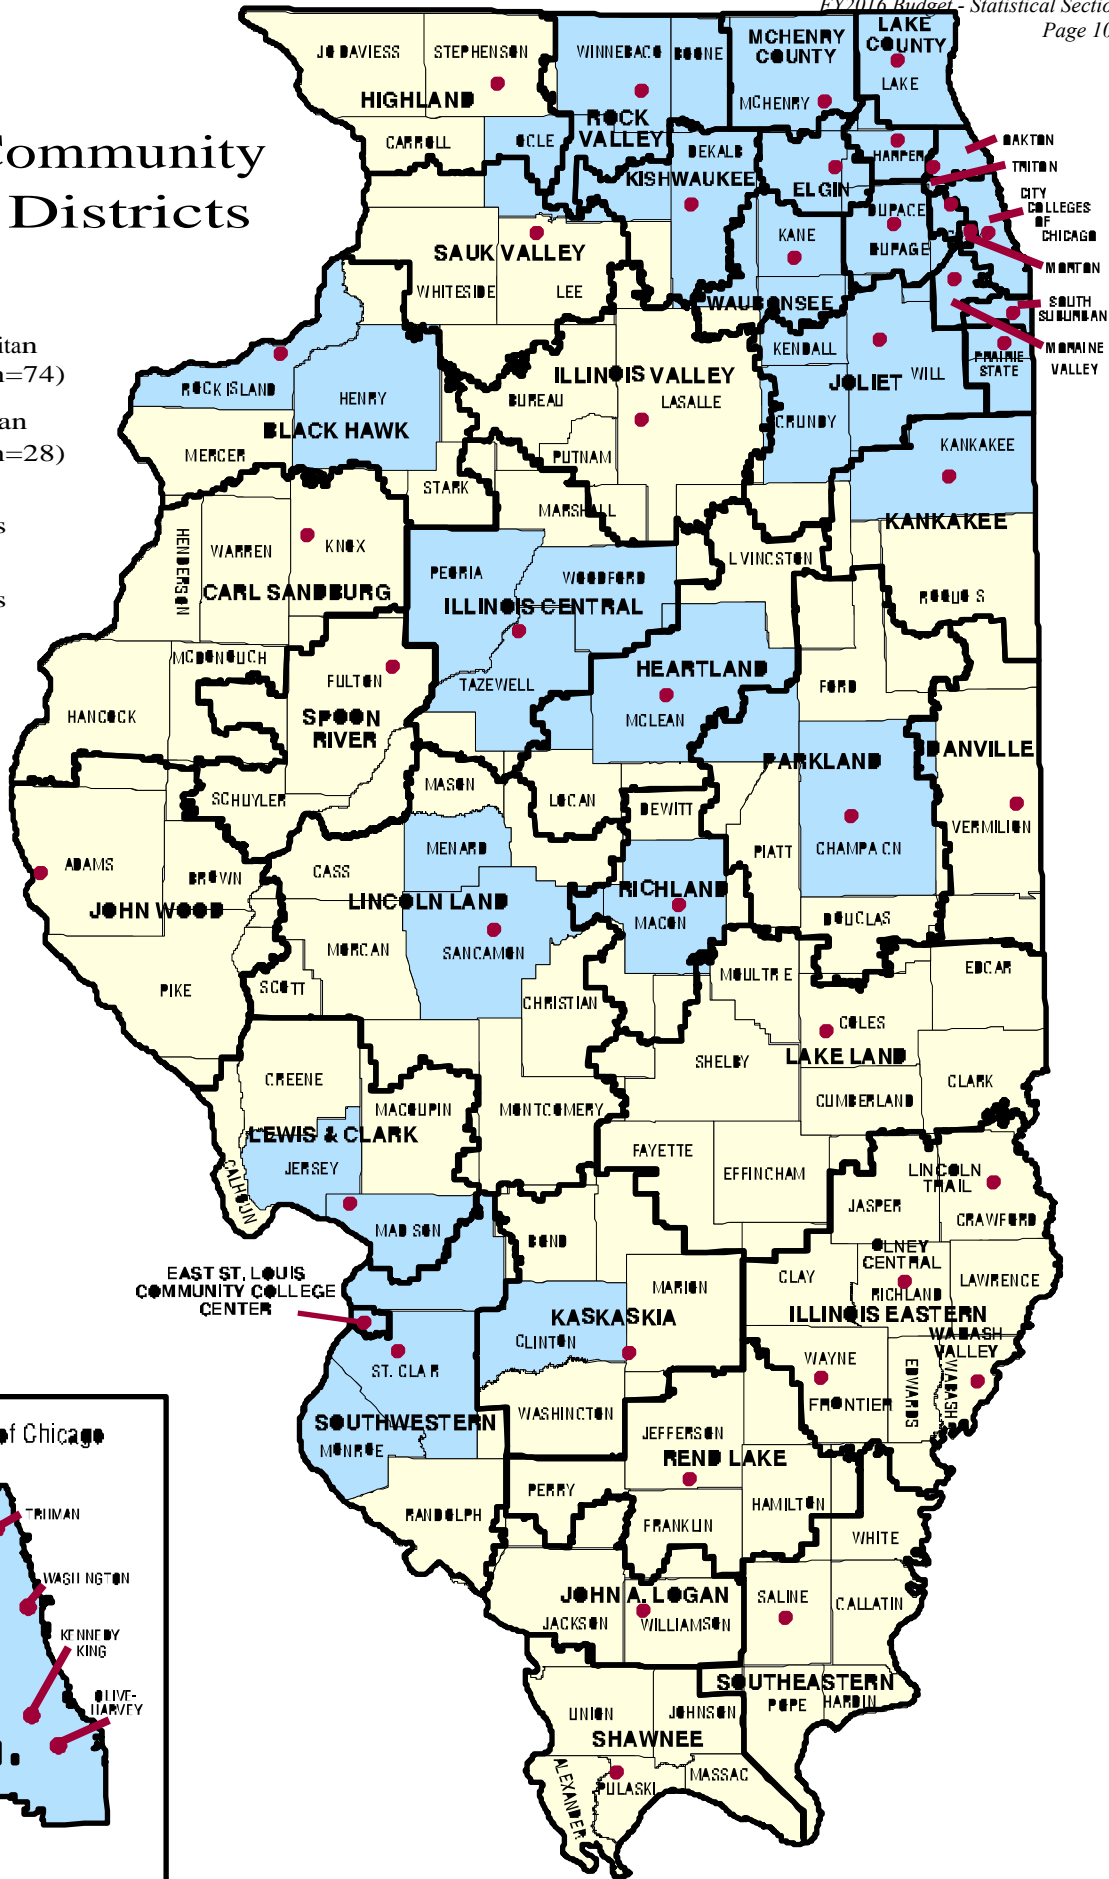 FY2016 Budget - Statistical Sectio
Page 10
Community
Districts
itan
n=74)
an
n=28)
s
s
JO DAVIESS
STEPHENSON
WINNEBAGO
BOONE
MCHENRY
COUNTY
LAKE
COUNTY
LAKE
HIGHLAND
MCHENRY
ROCK
VALLEY
CARROLL
OGLE
DEKALB
HARPER
OAKTON
TRITON
KISHWAUKEE
ELGIN
CITY
COLLEGES
OF
CHICAGO
DUPAGE
KANE
DUPAGE
SAUK VALLEY
MORTON
WHITESIDE
LEE
WAUBONSEE
SOUTH
SUBURBAN
KENDALL
MORAINE
VALLEY
PRAIRIE
STATE
ILLINOIS VALLEY
JOLIET
WILL
ROCK ISLAND
HENRY
BUREAU
LASALLE
GRUNDY
BLACK HAWK
KANKAKEE
MERCER
PUTNAM
STARK
MARSHALL
KANKAKEE
HENDERSON
WARREN
KNOX
L VINGSTON
PEORIA
WOODFORD
CARL SANDBURG
ILLINOIS CENTRAL
ROQUO S
MCDONOUGH
FULTON
TAZEWELL
HEARTLAND
FORD
HANCOCK
SPOON
RIVER
MCLEAN
PARKLAND
DANVILLE
SCHUYLER
MASON
LOGAN
DEWITT
VERMILION
ADAMS
BROWN
CASS
MENARD
PIATT
CHAMPA GN
JOHN WOOD
LINCOLN LAND
RICHLAND
MACON
DOUGLAS
PIKE
SCOTT
MORGAN
SANGAMON
CHRISTIAN
MOULTR E
EDGAR
COLES
LAKE LAND
SHELBY
GREENE
MACOUPIN
MONTGOMERY
CUMBERLAND
CLARK
LEWIS & CLARK
CALHOUN
JERSEY
FAYETTE
EFFINGHAM
LINCOLN
TRAIL
JASPER
CRAWFORD
MAD SON
BOND
OLNEY
CENTRAL
EAST ST. LOUIS
COMMUNITY COLLEGE
CENTER
MARION
CLAY
RICHLAND
LAWRENCE
KASKASKIA
ILLINOIS EASTERN
CLINTON
WABASH
VALLEY
ST. CLA R
WAYNE
FRONTIER
EDWARDS
WABASH
SOUTHWESTERN
WASHINGTON
JEFFERSON
MONROE
REND LAKE
of Chicago
RANDOLPH
PERRY
HAMILTON
FRANKLIN
WHITE
TRUMAN
WASHINGTON
JOHN A. LOGAN
SALINE
GALLATIN
JACKSON
WILLIAMSON
KENNEDY
KING
SOUTHEASTERN
OLIVE-
HARVEY
UNION
JOHNSON
POPE
HARDIN
SHAWNEE
ALEXANDER
PULASKI
MASSAC